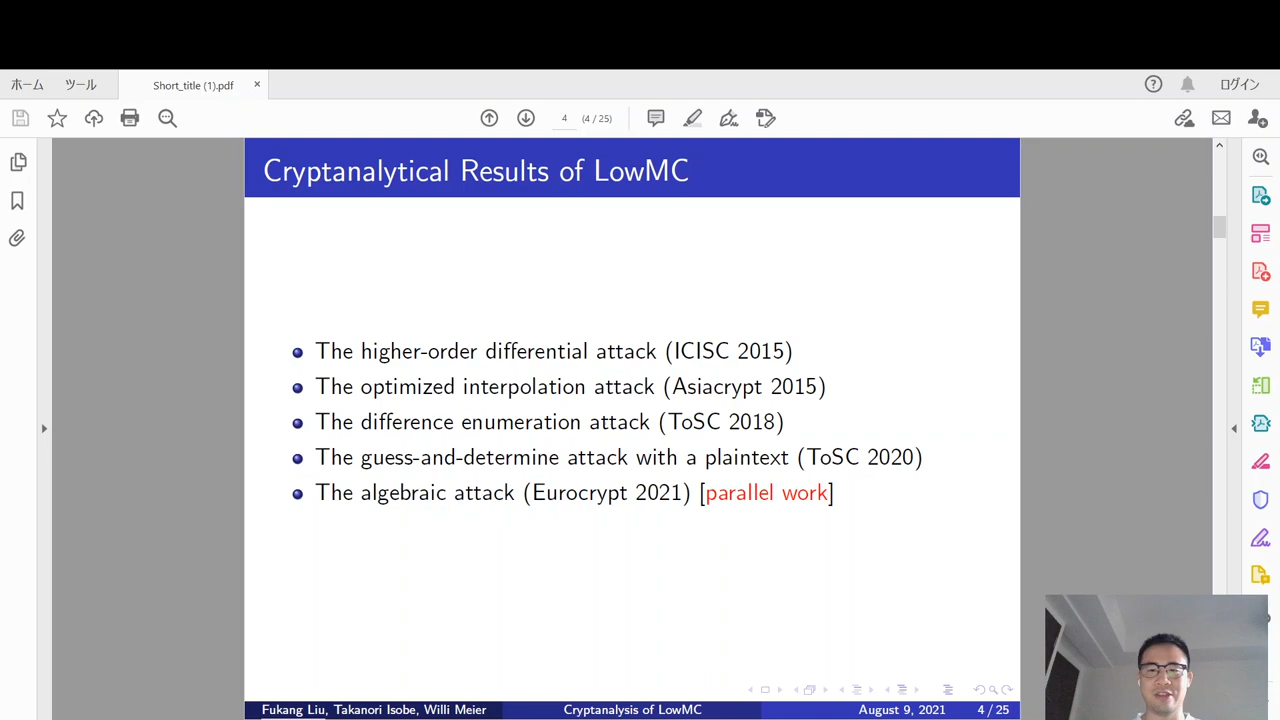 ホーム ツール Short_title (1).pdf × ログイン
4 (4 / 25)
Cryptanalytical Results of LowMC
The higher-order differential attack (ICISC 2015)
The optimized interpolation attack (Asiacrypt 2015)
The difference enumeration attack (ToSC 2018)
The guess-and-determine attack with a plaintext (ToSC 2020)
The algebraic attack (Eurocrypt 2021) [parallel work]
Fukang Liu, Takanori Isobe, Willi Meier Cryptanalysis of LowMC August 9, 2021 4 / 25